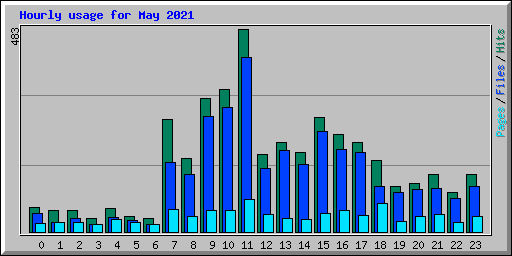 Hourly usage for May 2021
483
Pages / Files / Hits
0 1 2 3 4 5 6 7 8 9 10 11 12 13 14 15 16 17 18 19 20 21 22 23